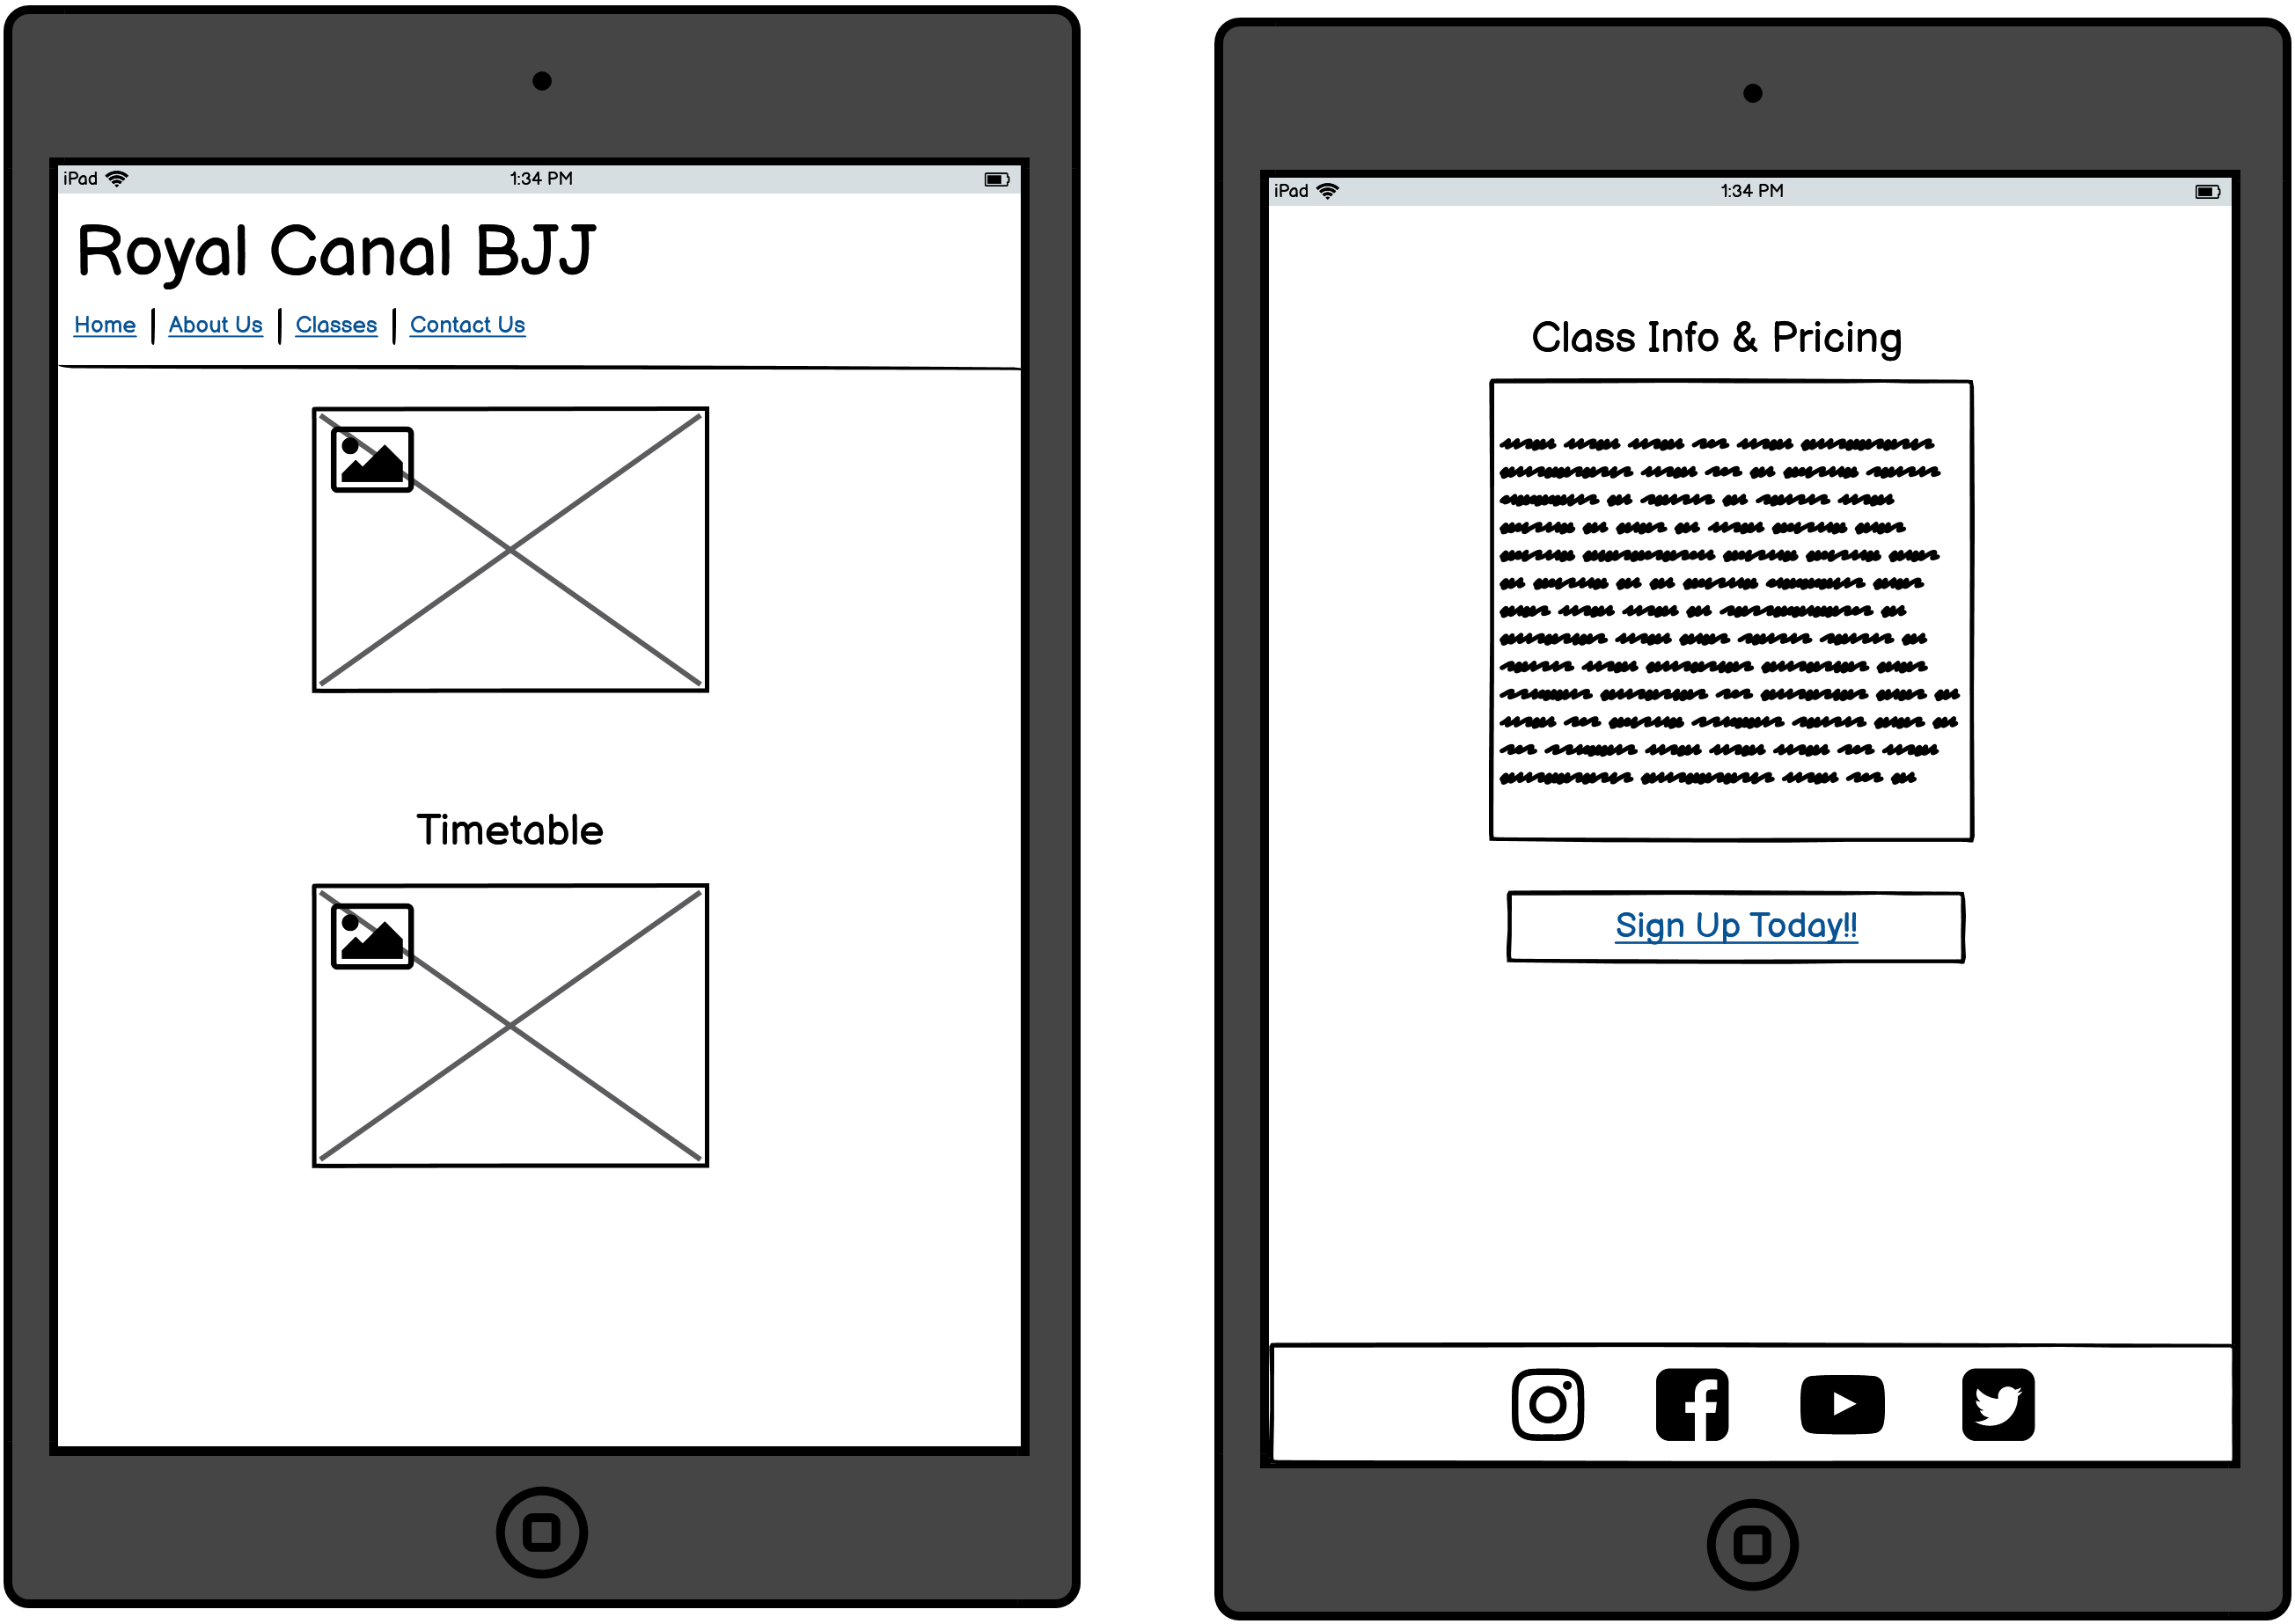 iPad 1:34 PM
Royal Canal BJJ
Home | About Us | Classes | Contact Us
Timetable
iPad 1:34 PM
Class Info & Pricing
Sign Up Today!!